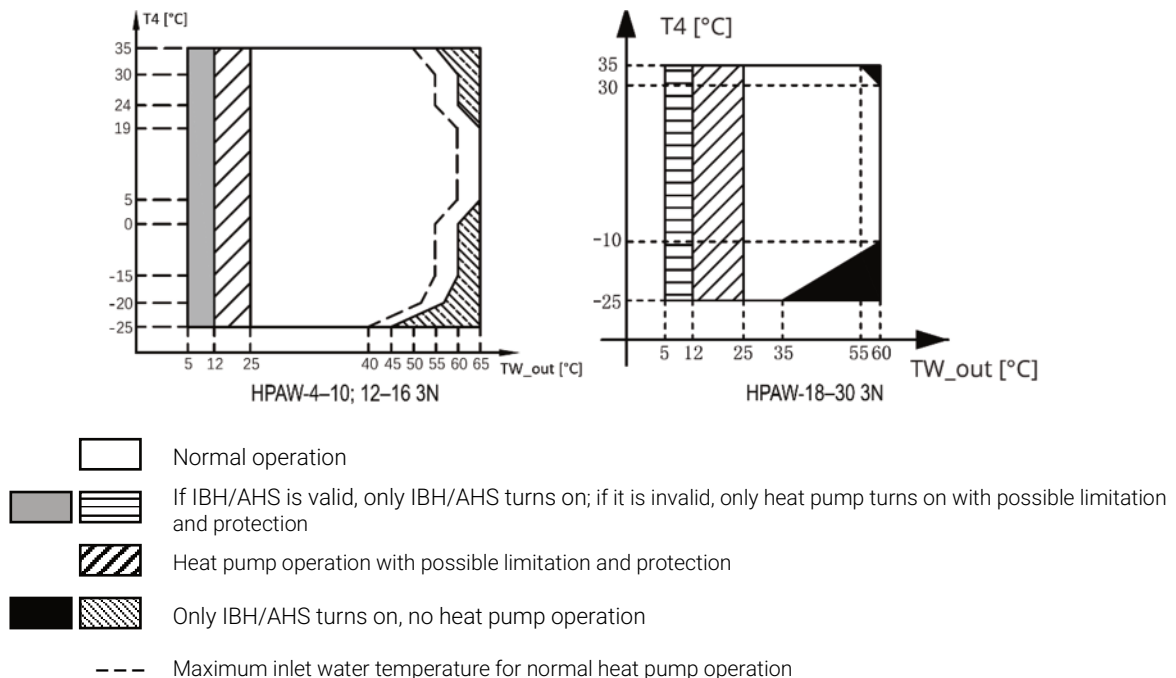 T4 [°C]
35
30
24
19
5
0
-15
-20
-25
5 12 25 40 45 50 55 60 65
TW_out [°C]
HPAW-4–10; 12–16 3N
T4 [°C]
35
30
-10
-25
5 12 25 35 55 60
TW_out [°C]
HPAW-18–30 3N
Normal operation
If IBH/AHS is valid, only IBH/AHS turns on; if it is invalid, only heat pump turns on with possible limitation
and protection
Heat pump operation with possible limitation and protection
Only IBH/AHS turns on, no heat pump operation
Maximum inlet water temperature for normal heat pump operation